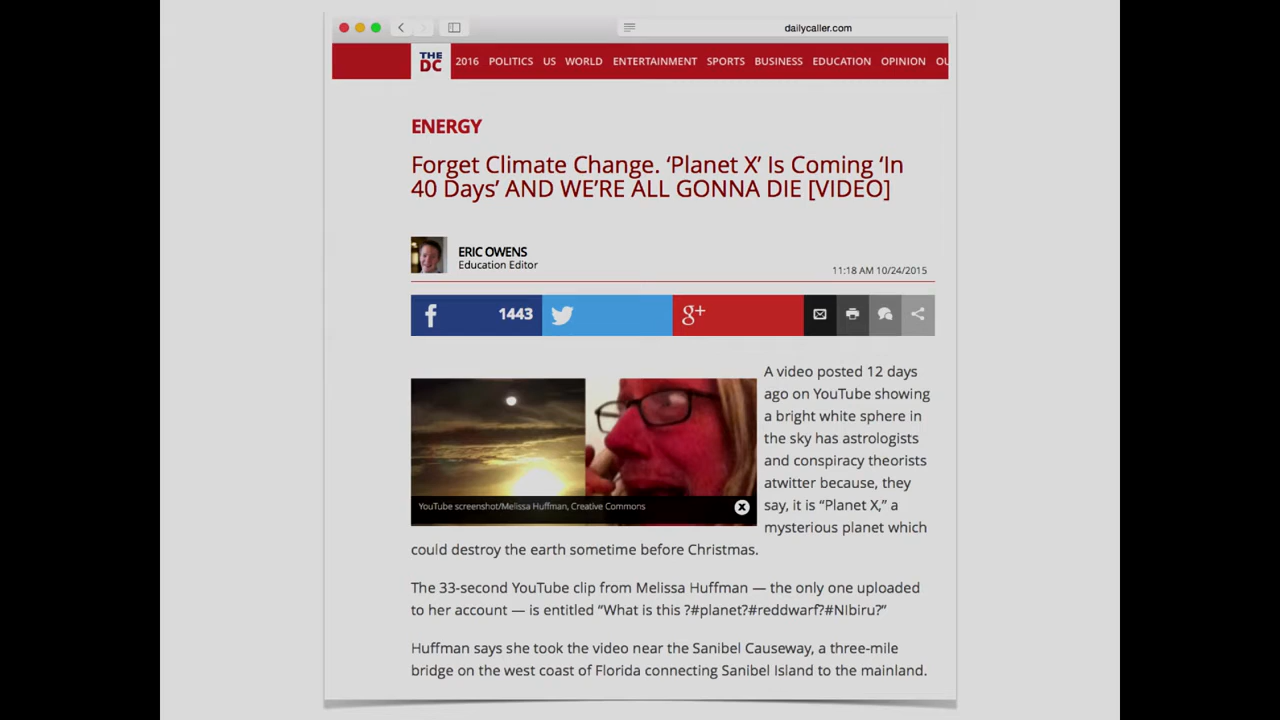 dailycaller.com
THE
DC
2016 POLITICS US WORLD ENTERTAINMENT SPORTS BUSINESS EDUCATION OPINION OU
ENERGY
Forget Climate Change. ‘Planet X’ Is Coming ‘In
40 Days’ AND WE’RE ALL GONNA DIE [VIDEO]
ERIC OWENS
Education Editor
11:18 AM 10/24/2015
1443
g+
A video posted 12 days
ago on YouTube showing
a bright white sphere in
the sky has astrologists
and conspiracy theorists
atwitter because, they
say, it is “Planet X,” a
mysterious planet which
YouTube screenshot/Melissa Huffman, Creative Commons
could destroy the earth sometime before Christmas.
The 33-second YouTube clip from Melissa Huffman — the only one uploaded
to her account — is entitled “What is this ?#planet?#reddwarf?#NIbiru?”
Huffman says she took the video near the Sanibel Causeway, a three-mile
bridge on the west coast of Florida connecting Sanibel Island to the mainland.